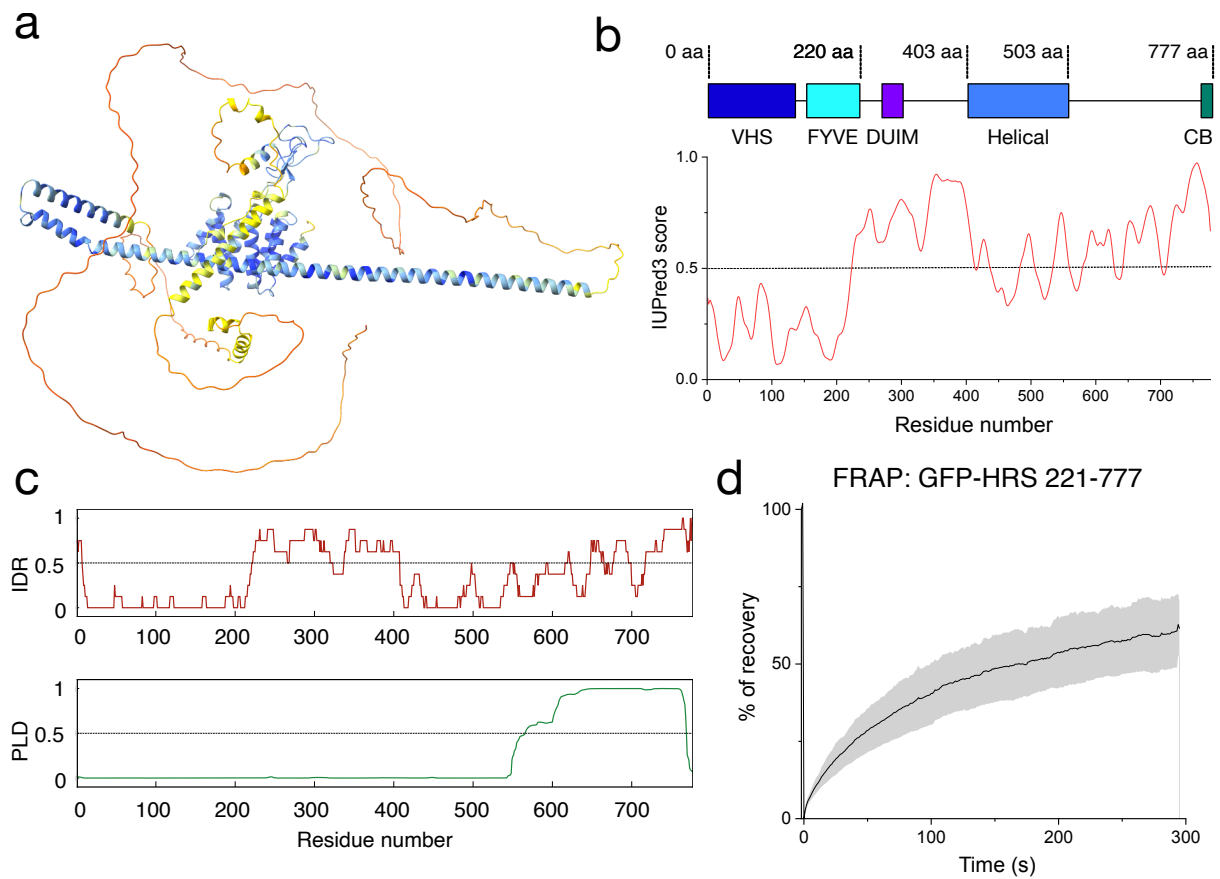 a
b
0 aa 220 aa 403 aa 503 aa 777 aa
VHS FYVE DUIM Helical CB
1.0
0.5
0.0
IUPred3 score
0 100 200 300 400 500 600 700
Residue number
c
1
0.5
0
IDR
0 100 200 300 400 500 600 700
1
0.5
0
PLD
0 100 200 300 400 500 600 700
Residue number
d
FRAP: GFP-HRS 221-777
100
50
0
% of recovery
0 100 200 300
Time (s)